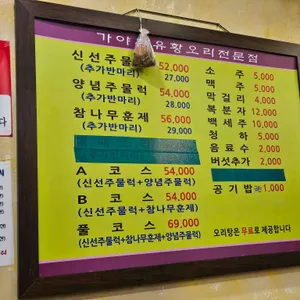 가야 유황오리전문점
신선주물럭 52,000
(추가반마리) 27,000
양념주물럭 54,000
(추가반마리) 28,000
참나무훈제 56,000
(추가반마리) 29,000
A 코스 54,000
(신선주물럭+양념주물럭)
B 코스 54,000
(신선주물럭+참나무훈제)
풀코스 69,000
(신선주물럭+참나무훈제+양념주물럭)
소주 5,000
맥주 5,000
막걸리 4,000
복분자 12,000
백세주 10,000
청하 5,000
음료수 2,000
버섯추가 2,000
공기밥 1,000
오리탕은 무료로 제공합니다